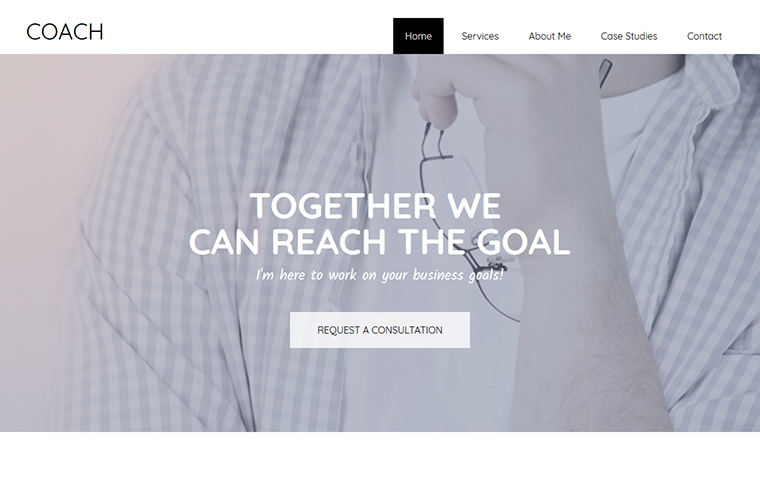 COACH
Home Services About Me Case Studies Contact
TOGETHER WE
CAN REACH THE GOAL
I'm here to work on your business goals!
REQUEST A CONSULTATION